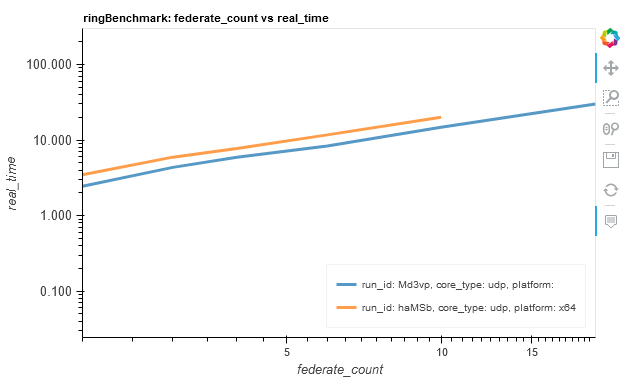 ringBenchmark: federate_count vs real_time
100.000
10.000
1.000
0.100
real_time
run_id: Md3vp, core_type: udp, platform:
run_id: haMSb, core_type: udp, platform: x64
5
10
15
federate_count